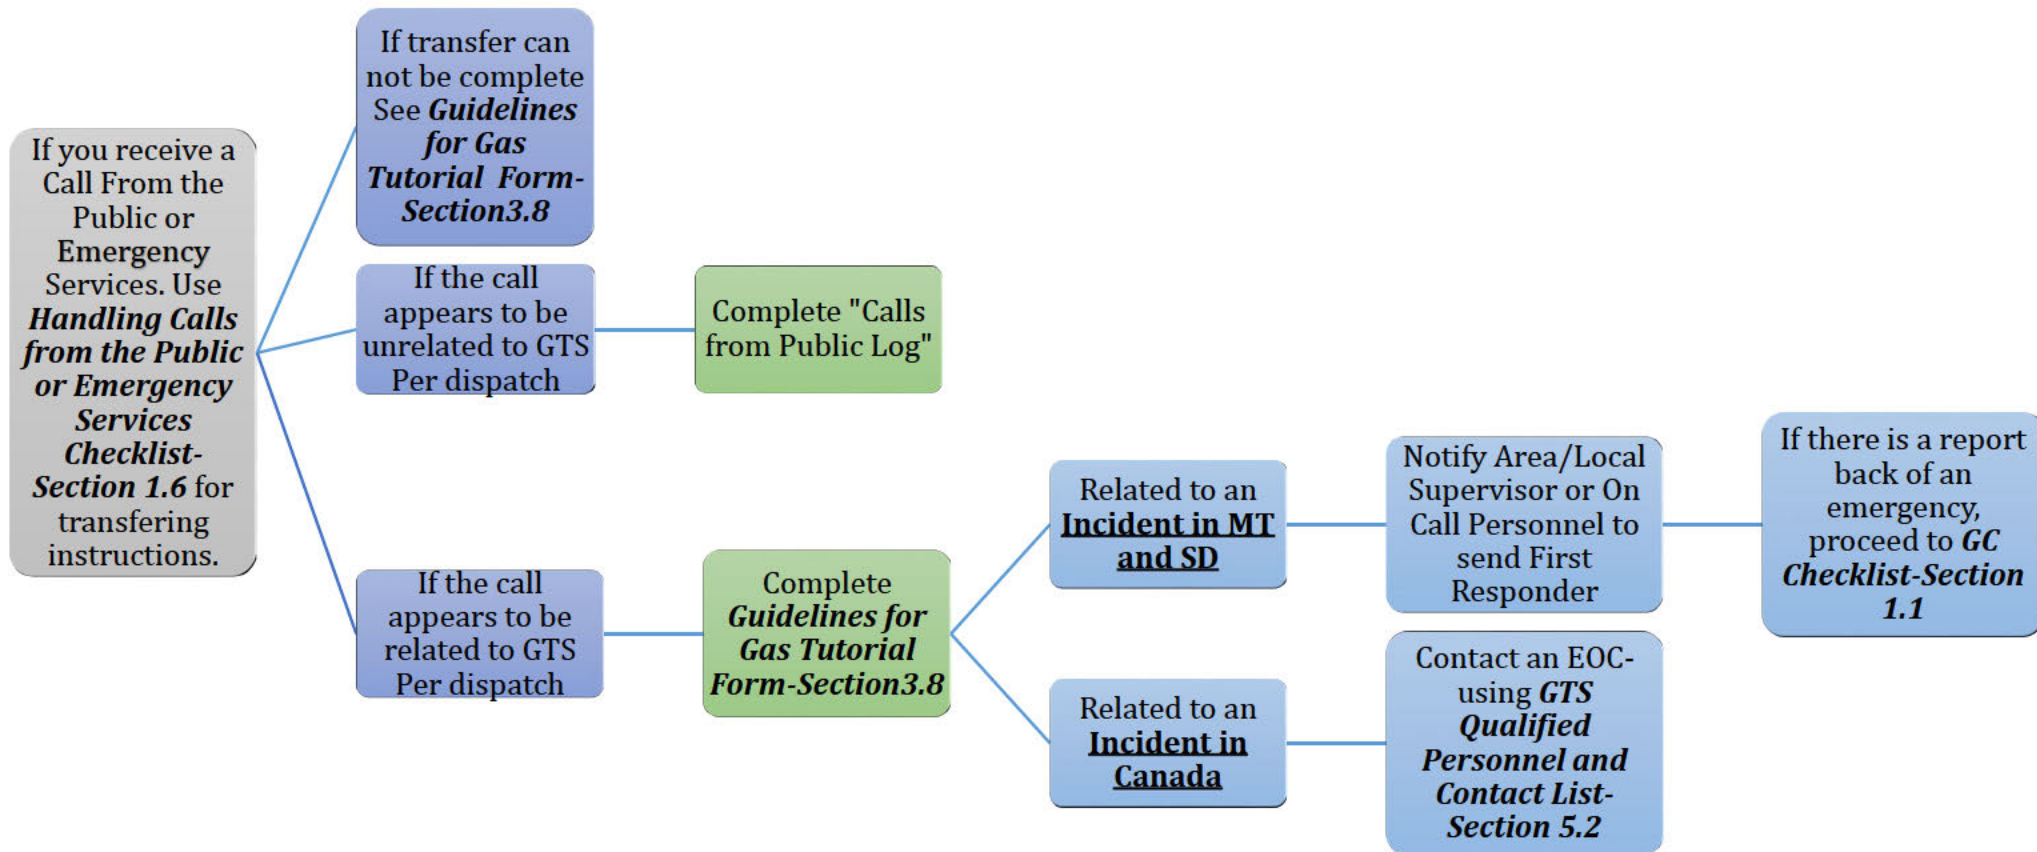 If you receive a
Call From the
Public or
Emergency
Services. Use
Handling Calls
from the Public
or Emergency
Services
Checklist-
Section 1.6 for
transfering
instructions.
If transfer can
not be complete
See Guidelines
for Gas
Tutorial Form-
Section3.8
If the call
appears to be
unrelated to GTS
Per dispatch
Complete "Calls
from Public Log"
If the call
appears to be
related to GTS
Per dispatch
Complete
Guidelines for
Gas Tutorial
Form-Section3.8
Related to an
Incident in MT
and SD
Notify Area/Local
Supervisor or On
Call Personnel to
send First
Responder
If there is a report
back of an
emergency,
proceed to GC
Checklist-Section
1.1
Related to an
Incident in
Canada
Contact an EOC-
using GTS
Qualified
Personnel and
Contact List-
Section 5.2